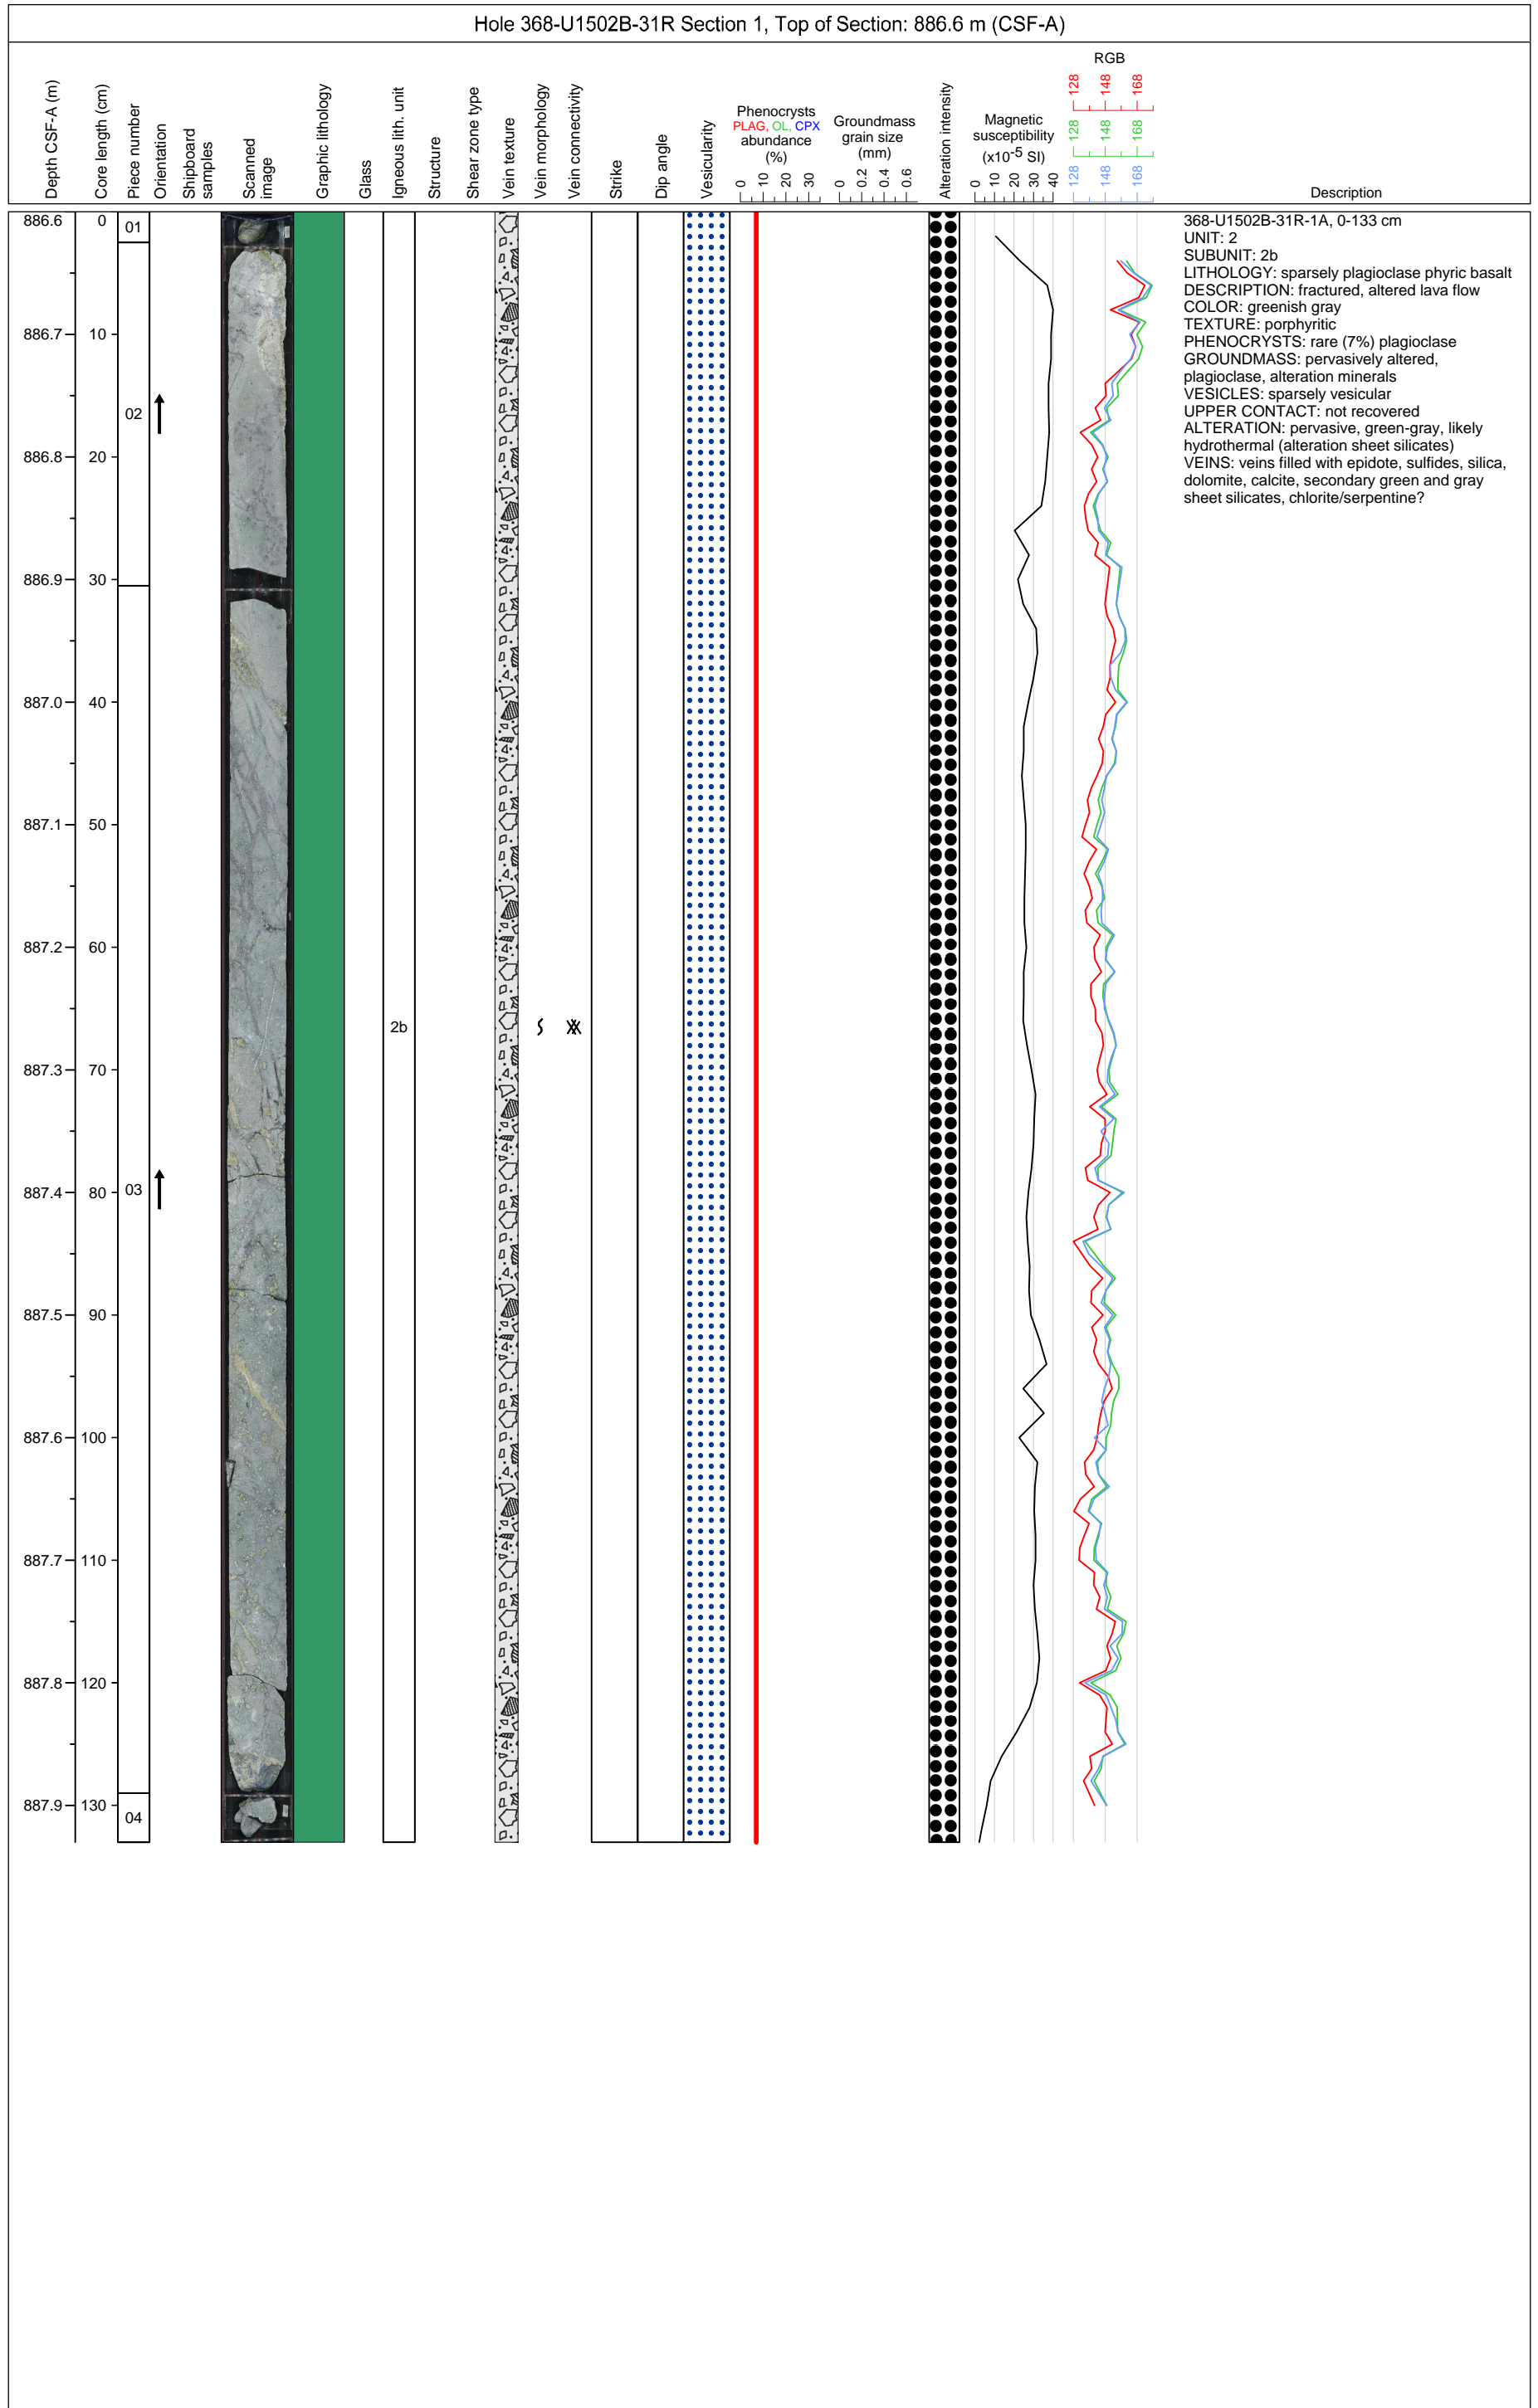 Hole 368-U1502B-31R Section 1, Top of Section: 886.6 m (CSF-A)
Depth CSF-A (m)
Core length (cm)
Piece number
Orientation
Shipboard
samples
Scanned
image
Graphic lithology
Glass
Igneous lith. unit
Structure
Shear zone type
Vein texture
Vein morphology
Vein connectivity
Strike
Dip angle
Vesicularity
Phenocrysts
PLAG, OL, CPX
abundance
(%)
0 10 20 30
Groundmass
grain size
(mm)
0 0.2 0.4 0.6
Alteration intensity
Magnetic
susceptibility
(x10-5 SI)
0 10 20 30 40
RGB
128 148 168
128 148 168
128 148 168
Description
886.6 0
886.7 10
886.8 20
886.9 30
887.0 40
887.1 50
887.2 60
887.3 70
887.4 80
887.5 90
887.6 100
887.7 110
887.8 120
887.9 130
01
02
03
04
2b
368-U1502B-31R-1A, 0-133 cm
UNIT: 2
SUBUNIT: 2b
LITHOLOGY: sparsely plagioclase phyric basalt
DESCRIPTION: fractured, altered lava flow
COLOR: greenish gray
TEXTURE: porphyritic
PHENOCRYSTS: rare (7%) plagioclase
GROUNDMASS: pervasively altered,
plagioclase, alteration minerals
VESICLES: sparsely vesicular
UPPER CONTACT: not recovered
ALTERATION: pervasive, green-gray, likely
hydrothermal (alteration sheet silicates)
VEINS: veins filled with epidote, sulfides, silica,
dolomite, calcite, secondary green and gray
sheet silicates, chlorite/serpentine?